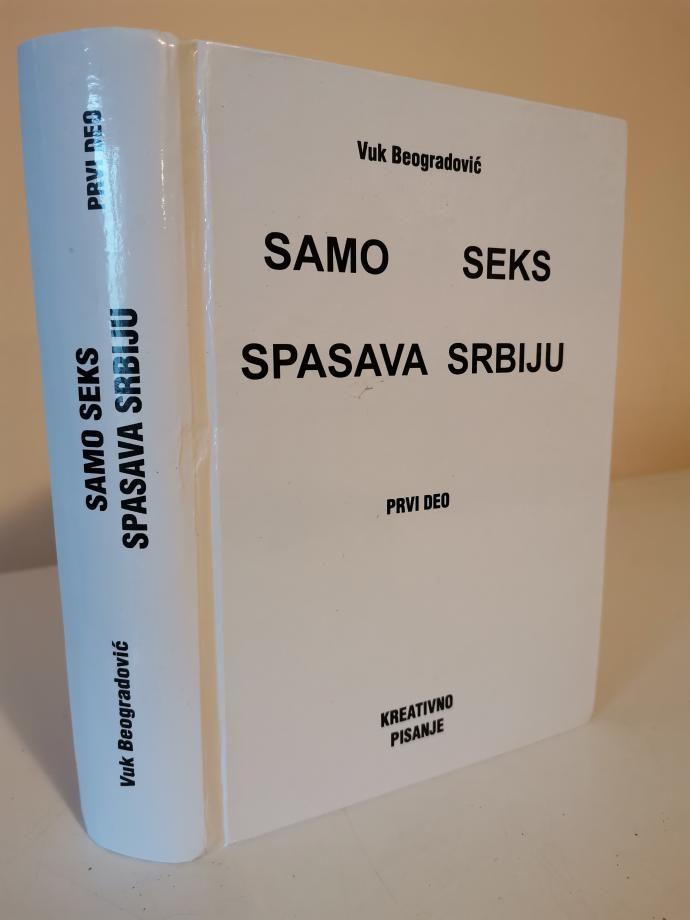 PRVI DEO
SAMO SEKS
SPASAVA SRBIJU
Vuk Beogradović
Vuk Beogradović
SAMO SEKS
SPASAVA SRBIJU
PRVI DEO
KREATIVNO
PISANJE